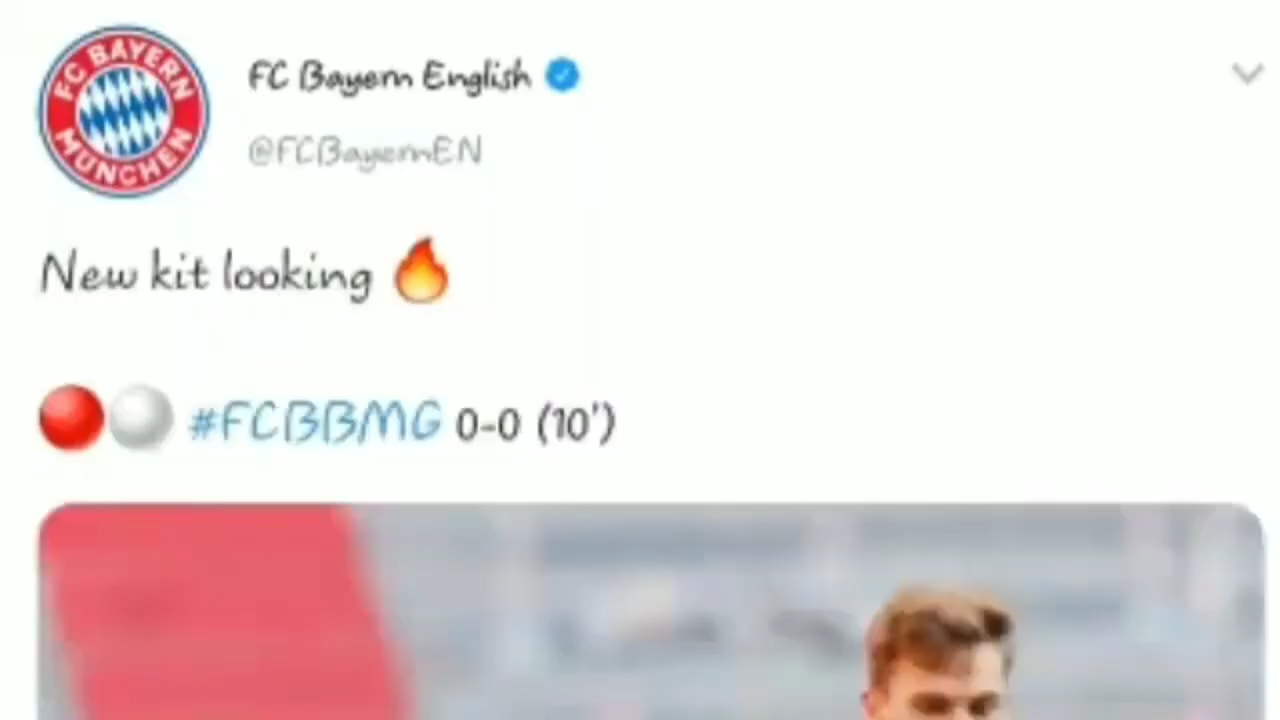 FC BAYERN
MÜNCHEN
FC Bayern English
@FCBayernEN
New kit looking 🔥
🔴⚪ #FCBBMG 0-0 (10')